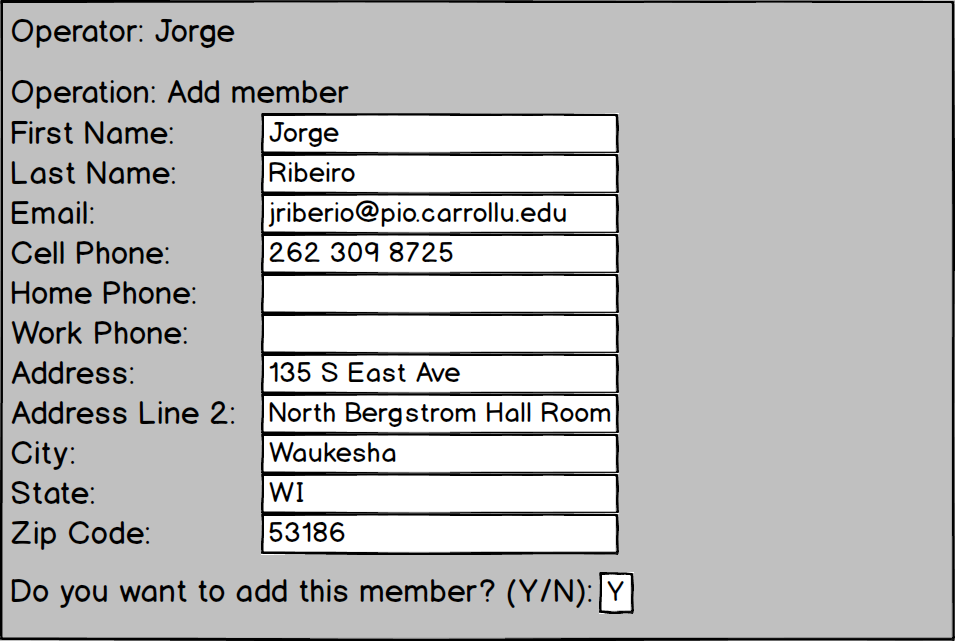 Operator: Jorge
Operation: Add member
First Name: Jorge
Last Name: Ribeiro
Email: jriberio@pio.carrollu.edu
Cell Phone: 262 309 8725
Home Phone:
Work Phone:
Address: 135 S East Ave
Address Line 2: North Bergstrom Hall Room
City: Waukesha
State: WI
Zip Code: 53186
Do you want to add this member? (Y/N): Y